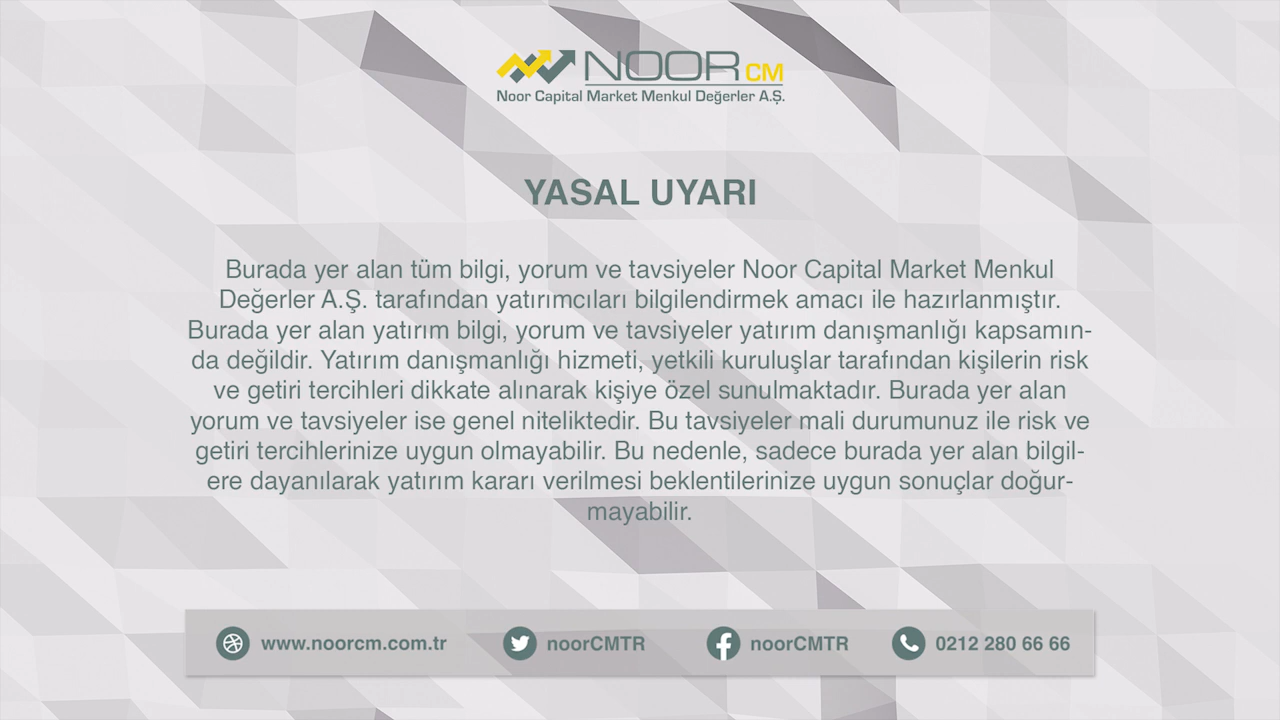 NOOR CM
Noor Capital Market Menkul Değerler A.Ş.
YASAL UYARI
Burada yer alan tüm bilgi, yorum ve tavsiyeler Noor Capital Market Menkul
Değerler A.Ş. tarafından yatırımcıları bilgilendirmek amacı ile hazırlanmıştır.
Burada yer alan yatırım bilgi, yorum ve tavsiyeler yatırım danışmanlığı kapsamın-
da değildir. Yatırım danışmanlığı hizmeti, yetkili kuruluşlar tarafından kişilerin risk
ve getiri tercihleri dikkate alınarak kişiye özel sunulmaktadır. Burada yer alan
yorum ve tavsiyeler ise genel niteliktedir. Bu tavsiyeler mali durumunuz ile risk ve
getiri tercihlerinize uygun olmayabilir. Bu nedenle, sadece burada yer alan bilgil-
ere dayanılarak yatırım kararı verilmesi beklentilerinize uygun sonuçlar doğur-
mayabilir.
www.noorcm.com.tr noorCMTR noorCMTR 0212 280 66 66